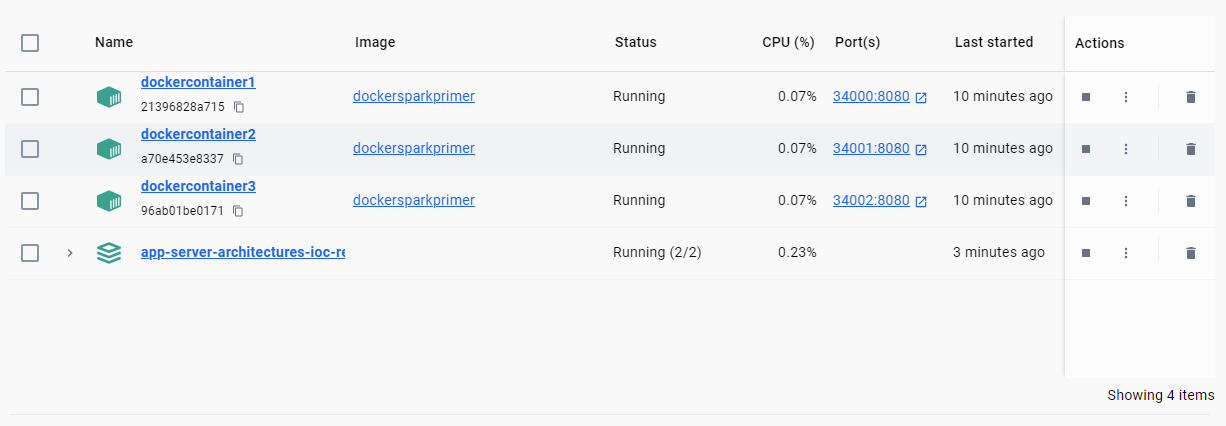 Name Image Status CPU (%) Port(s) Last started Actions
dockercontainer1
21396828a715 dockersparkprimer Running 0.07% 34000:8080 10 minutes ago
dockercontainer2
a70e453e8337 dockersparkprimer Running 0.07% 34001:8080 10 minutes ago
dockercontainer3
96ab01be0171 dockersparkprimer Running 0.07% 34002:8080 10 minutes ago
app-server-architectures-ioc-re Running (2/2) 0.23% 3 minutes ago
Showing 4 items